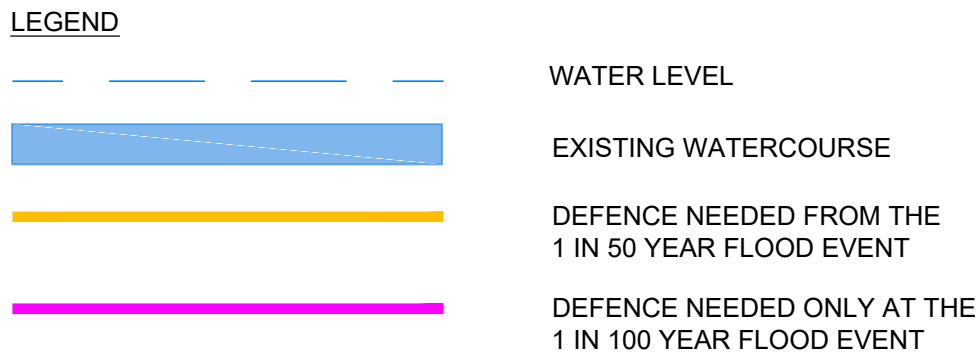 LEGEND
WATER LEVEL
EXISTING WATERCOURSE
DEFENCE NEEDED FROM THE
1 IN 50 YEAR FLOOD EVENT
DEFENCE NEEDED ONLY AT THE
1 IN 100 YEAR FLOOD EVENT